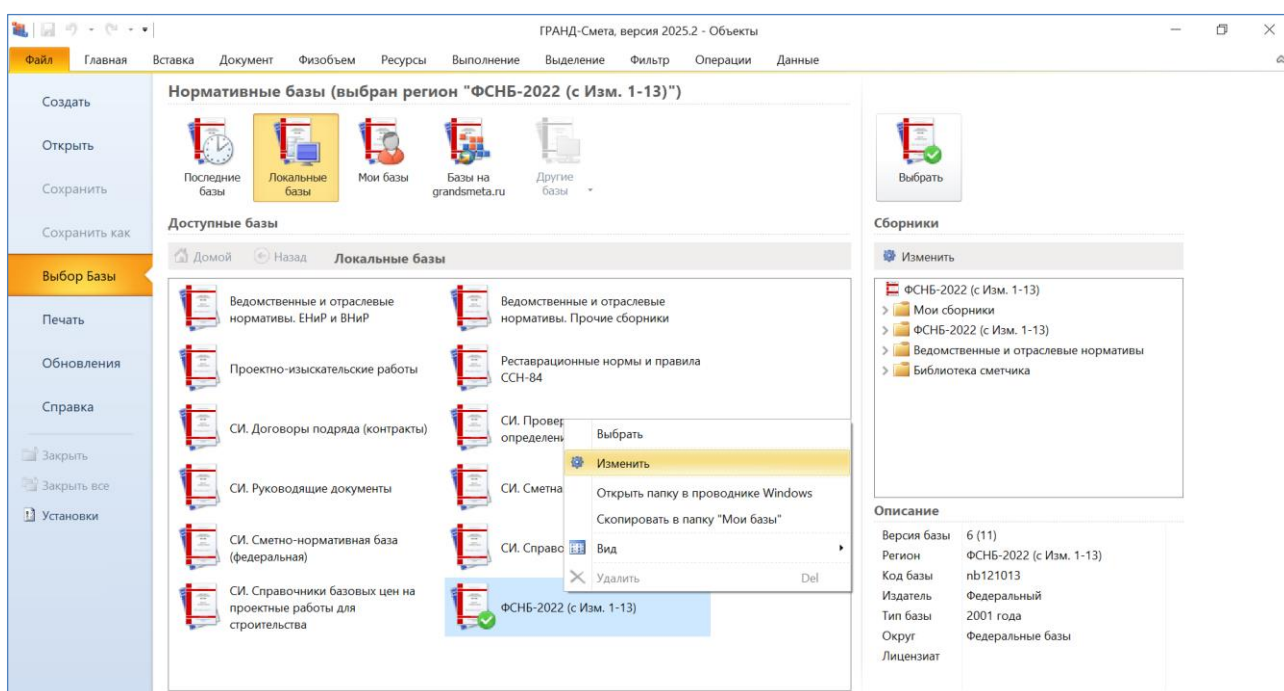 ГРАНД-Смета, версия 2025.2 - Объекты
Файл Главная Вставка Документ Физобъем Ресурсы Выполнение Выделение Фильтр Операции Данные
Создать
Открыть
Сохранить
Сохранить как
Выбор Базы
Печать
Обновления
Справка
Закрыть
Закрыть все
Установки
Нормативные базы (выбран регион "ФСНБ-2022 (с Изм. 1-13)")
Последние
базы
Локальные
базы
Мои базы
Базы на
grandsmeta.ru
Другие
базы
Доступные базы
Домой Назад Локальные базы
Ведомственные и отраслевые
нормативы. ЕНиР и ВНиР
Ведомственные и отраслевые
нормативы. Прочие сборники
Проектно-изыскательские работы
Реставрационные нормы и правила
ССН-84
СИ. Договоры подряда (контракты)
СИ. Провер
определени
СИ. Руководящие документы
СИ. Сметна
СИ. Сметно-нормативная база
(федеральная)
СИ. Справо
СИ. Справочники базовых цен на
проектные работы для
строительства
ФСНБ-2022 (с Изм. 1-13)
Выбрать
Изменить
Открыть папку в проводнике Windows
Скопировать в папку "Мои базы"
Вид
Удалить Del
Выбрать
Сборники
Изменить
ФСНБ-2022 (с Изм. 1-13)
Мои сборники
ФСНБ-2022 (с Изм. 1-13)
Ведомственные и отраслевые нормативы
Библиотека сметчика
Описание
Версия базы 6 (11)
Регион ФСНБ-2022 (с Изм. 1-13)
Код базы nb121013
Издатель Федеральный
Тип базы 2001 года
Округ Федеральные базы
Лицензиат